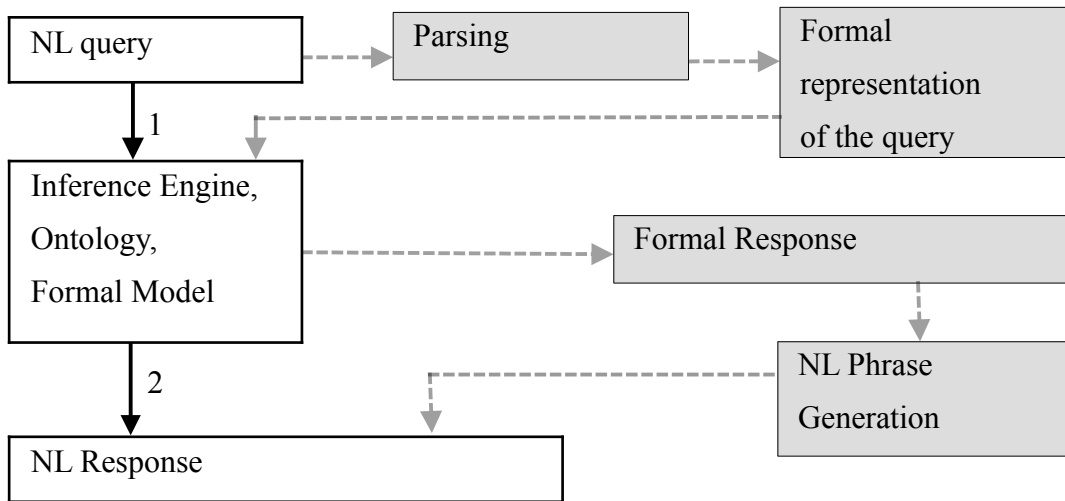 NL query
Parsing
Formal
representation
of the query
1
Inference Engine,
Ontology,
Formal Model
Formal Response
2
NL Phrase
Generation
NL Response